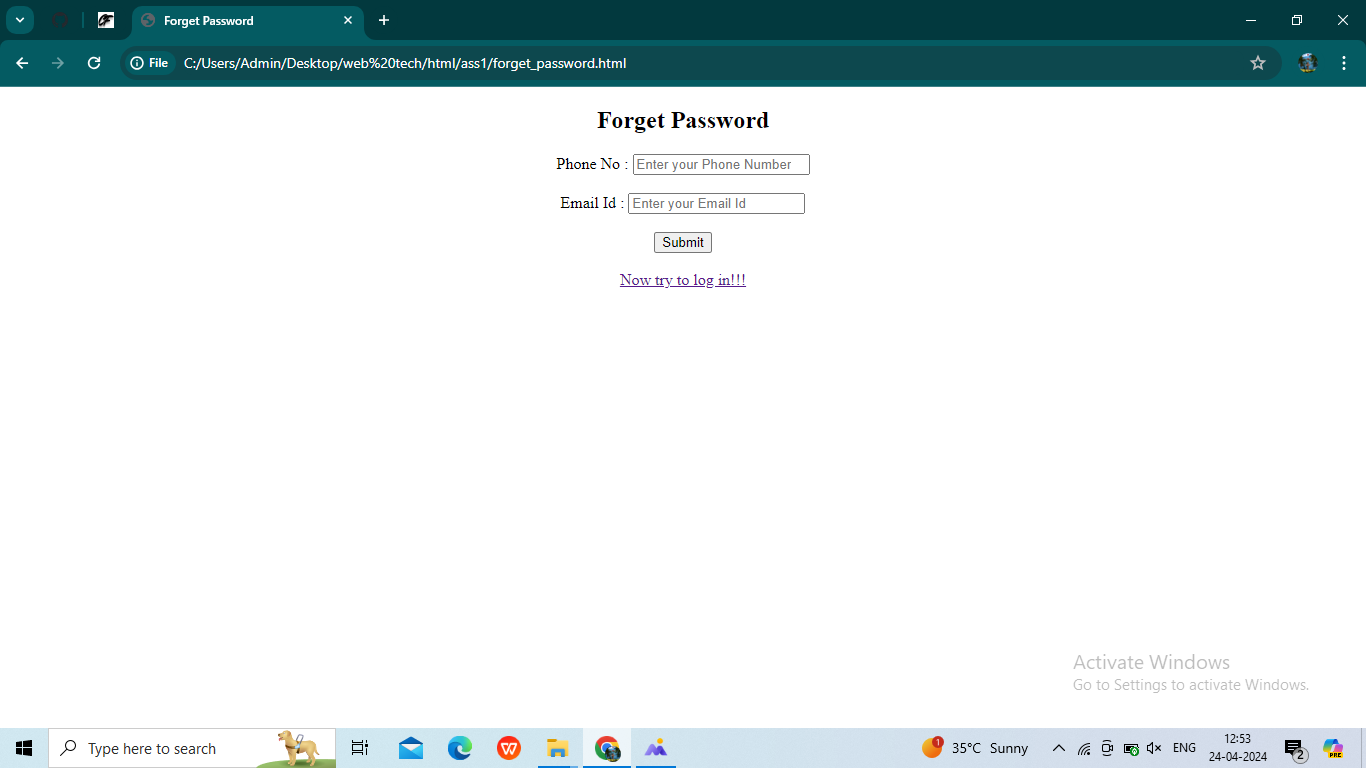 Forget Password
File C:/Users/Admin/Desktop/web%20tech/html/ass1/forget_password.html
Forget Password
Phone No : Enter your Phone Number
Email Id : Enter your Email Id
Submit
Now try to log in!!!
Activate Windows
Go to Settings to activate Windows.
Type here to search
W
1
35°C Sunny
ENG
12:53
24-04-2024
2
PRE